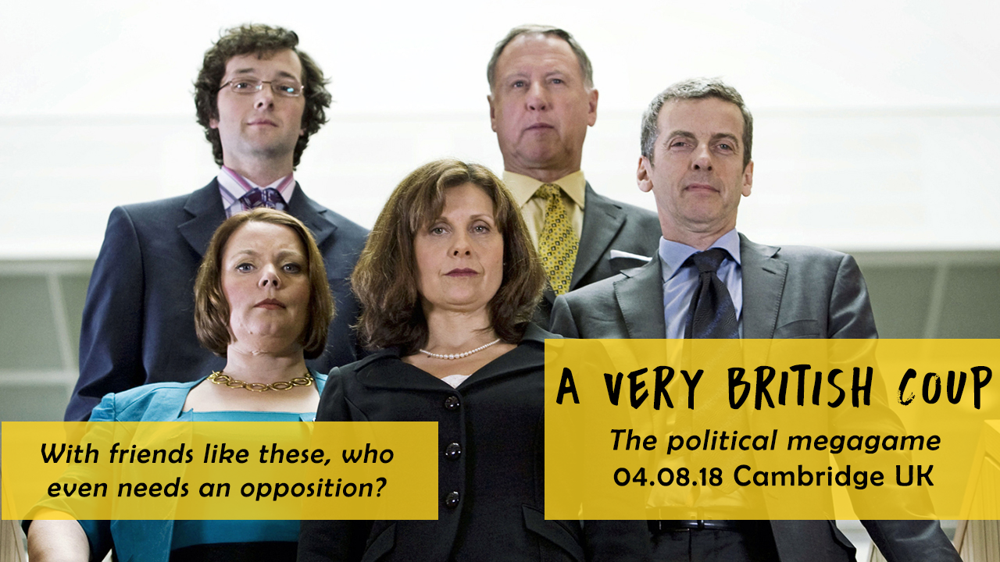 With friends like these, who
even needs an opposition?
A VERY BRITISH COUP
The political megagame
04.08.18 Cambridge UK